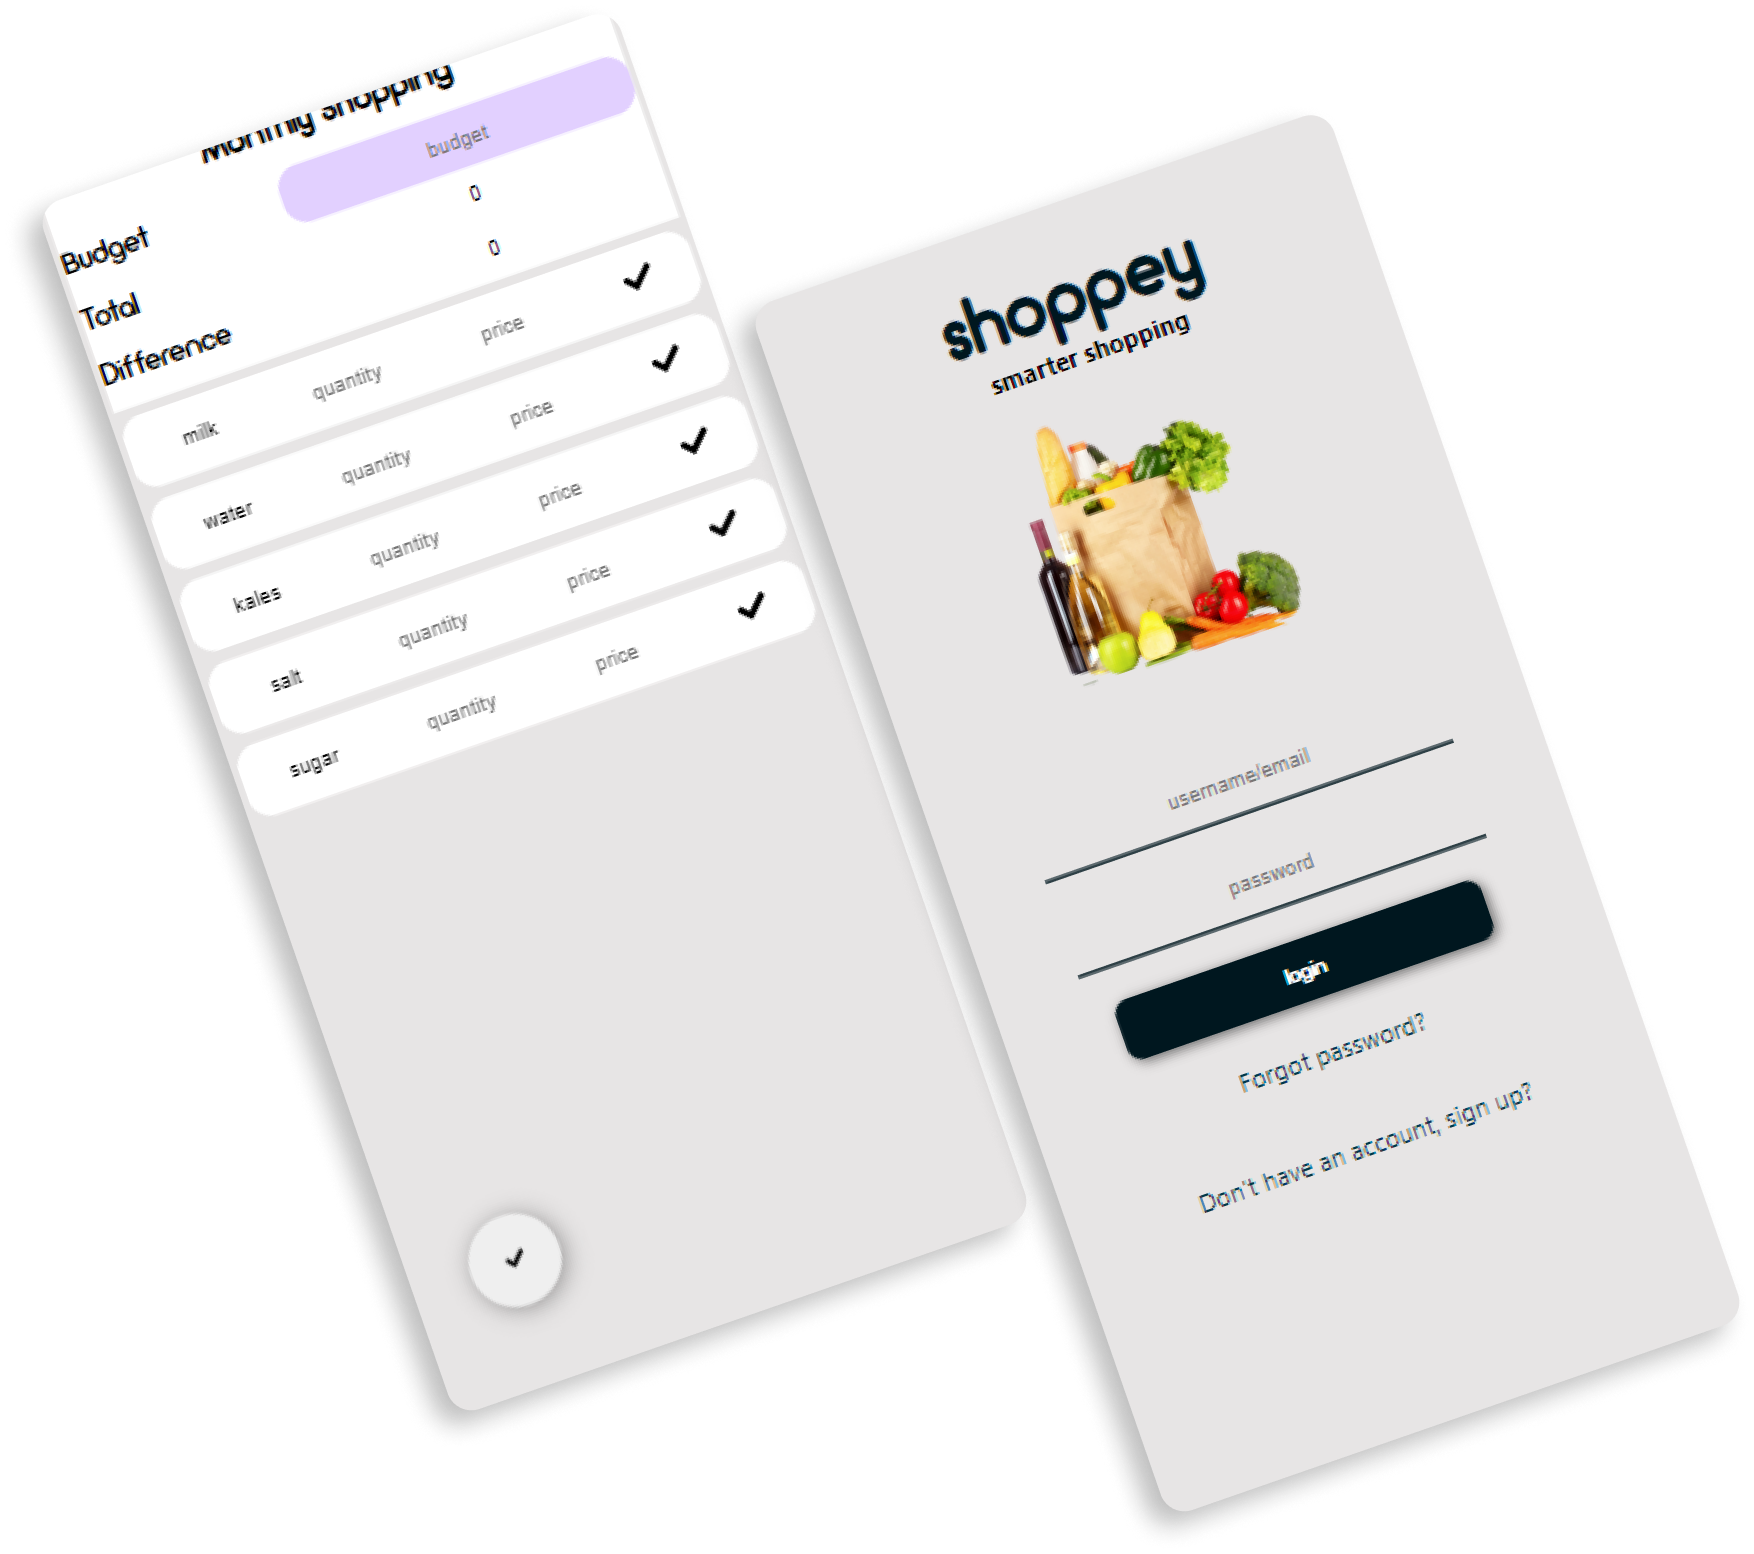 Monthly shopping
Budget budget
Total 0
Difference 0
milk quantity price
water quantity price
kales quantity price
salt quantity price
sugar quantity price
shoppey
smarter shopping
username/email
password
login
Forgot password?
Don't have an account, sign up?